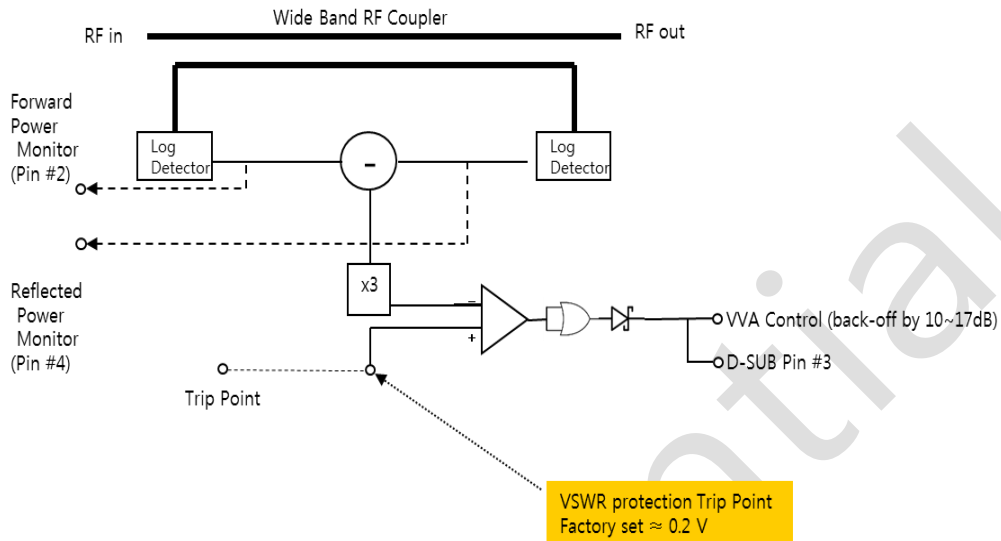 Wide Band RF Coupler
RF in
RF out
Forward
Power
Monitor
(Pin #2)
Log
Detector
-
Log
Detector
x3
Reflected
Power
Monitor
(Pin #4)
−
+
VVA Control (back-off by 10~17dB)
D-SUB Pin #3
Trip Point
VSWR protection Trip Point
Factory set ≈ 0.2 V
ntial